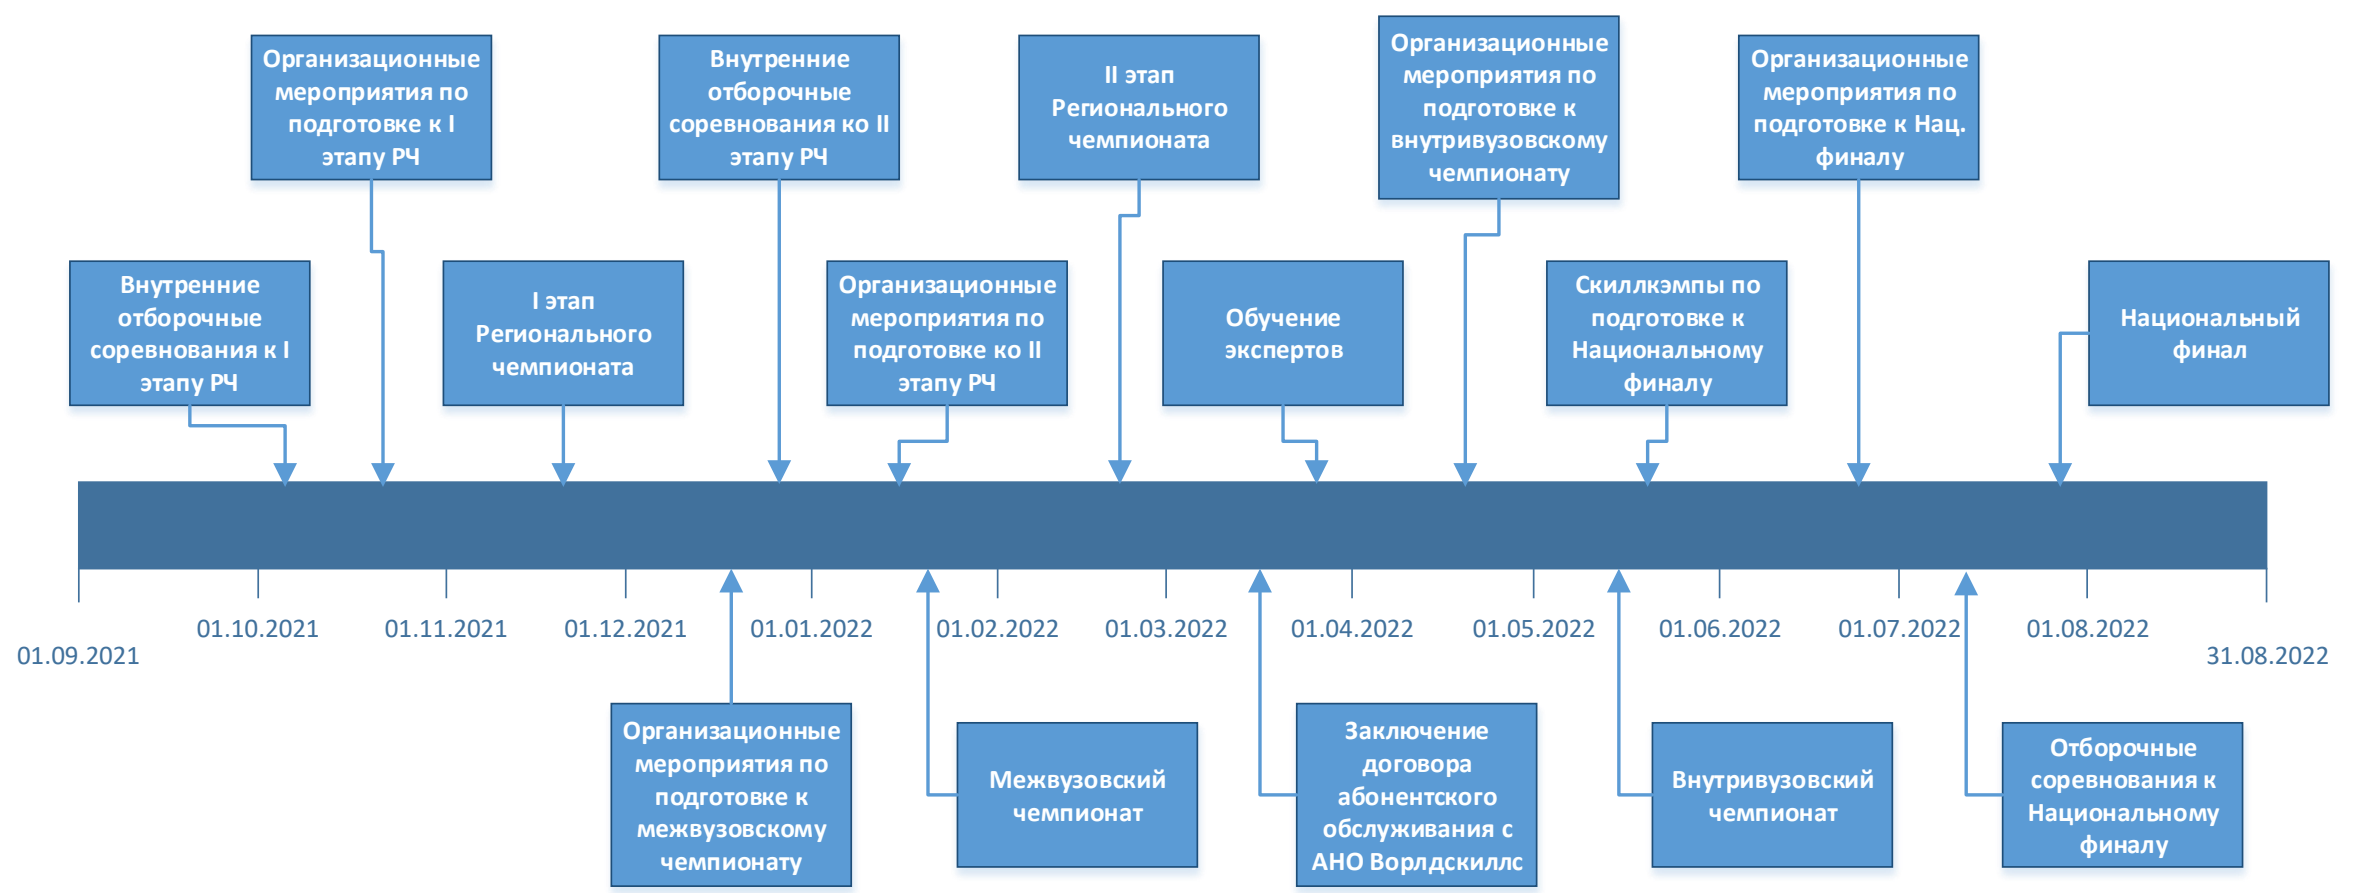 Организационные
мероприятия по
подготовке к I
этапу РЧ
Внутренние
отборочные
соревнования ко II
этапу РЧ
II этап
Регионального
чемпионата
Организационные
мероприятия по
подготовке к
внутривузовскому
чемпионату
Организационные
мероприятия по
подготовке к Нац.
финалу
Внутренние
отборочные
соревнования к I
этапу РЧ
I этап
Регионального
чемпионата
Организационные
мероприятия по
подготовке ко II
этапу РЧ
Обучение
экспертов
Скиллкэмпы по
подготовке к
Национальному
финалу
Национальный
финал
01.09.2021
01.10.2021
01.11.2021
01.12.2021
01.01.2022
01.02.2022
01.03.2022
01.04.2022
01.05.2022
01.06.2022
01.07.2022
01.08.2022
31.08.2022
Организационные
мероприятия по
подготовке к
межвузовскому
чемпионату
Межвузовский
чемпионат
Заключение
договора
абонентского
обслуживания с
АНО Ворлдскиллс
Внутривузовский
чемпионат
Отборочные
соревнования к
Национальному
финалу